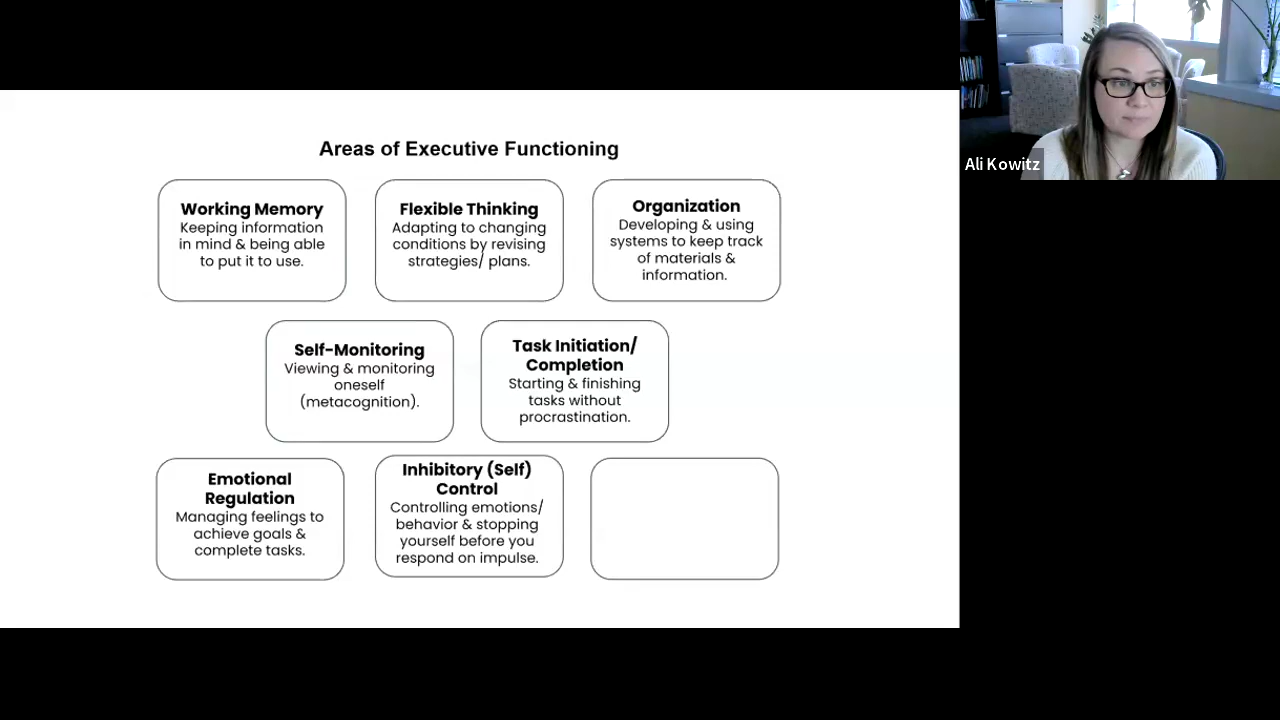 Areas of Executive Functioning
Working Memory
Keeping information
in mind & being able
to put it to use.
Flexible Thinking
Adapting to changing
conditions by revising
strategies/ plans.
Organization
Developing & using
systems to keep track
of materials &
information.
Self-Monitoring
Viewing & monitoring
oneself
(metacognition).
Task Initiation/
Completion
Starting & finishing
tasks without
procrastination.
Emotional
Regulation
Managing feelings to
achieve goals &
complete tasks.
Inhibitory (Self)
Control
Controlling emotions/
behavior & stopping
yourself before you
respond on impulse.
Ali Kowitz